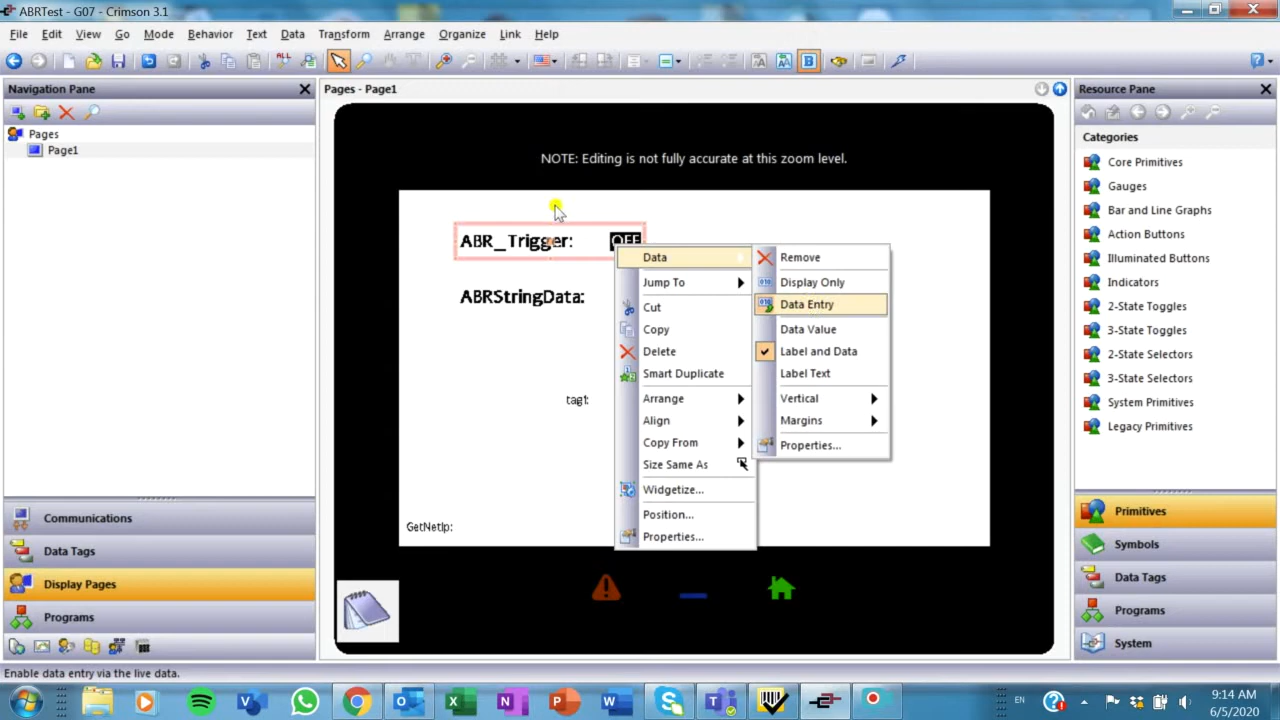 ABRTest - G07 - Crimson 3.1
File Edit View Go Mode Behavior Text Data Transform Arrange Organize Link Help
Navigation Pane
Pages
Page1
Communications
Data Tags
Display Pages
Programs
Pages - Page1
NOTE: Editing is not fully accurate at this zoom level.
ABR_Trigger: OFF
ABRStringData:
tag1:
GetNetIp:
Data
Jump To
Cut
Copy
Delete
Smart Duplicate
Arrange
Align
Copy From
Size Same As
Widgetize...
Position...
Properties...
Remove
Display Only
Data Entry
Data Value
Label and Data
Label Text
Vertical
Margins
Properties...
Resource Pane
Categories
Core Primitives
Gauges
Bar and Line Graphs
Action Buttons
Illuminated Buttons
Indicators
2-State Toggles
3-State Toggles
2-State Selectors
3-State Selectors
System Primitives
Legacy Primitives
Primitives
Symbols
Data Tags
Programs
System
Enable data entry via the live data.
EN
9:14 AM
6/5/2020